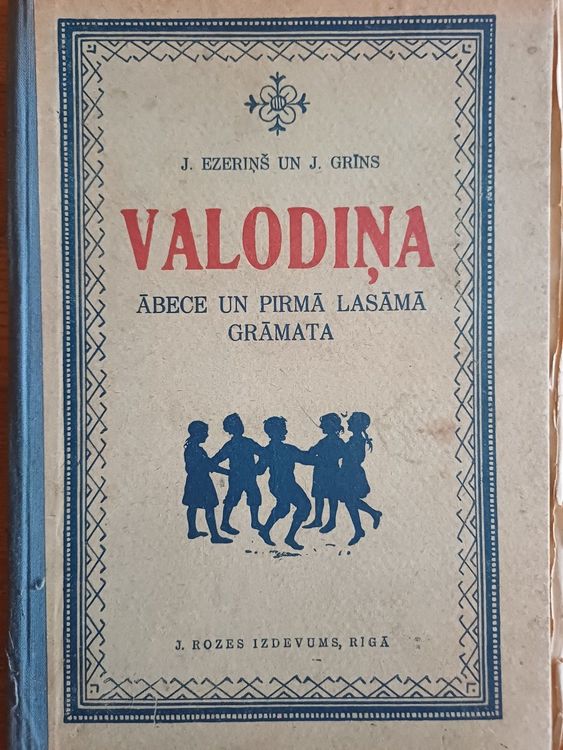 J. EZERIŅŠ UN J. GRĪNS
VALODIŅA
ĀBECE UN PIRMĀ LASĀMĀ
GRĀMATA
J. ROZES IZDEVUMS, RĪGĀ